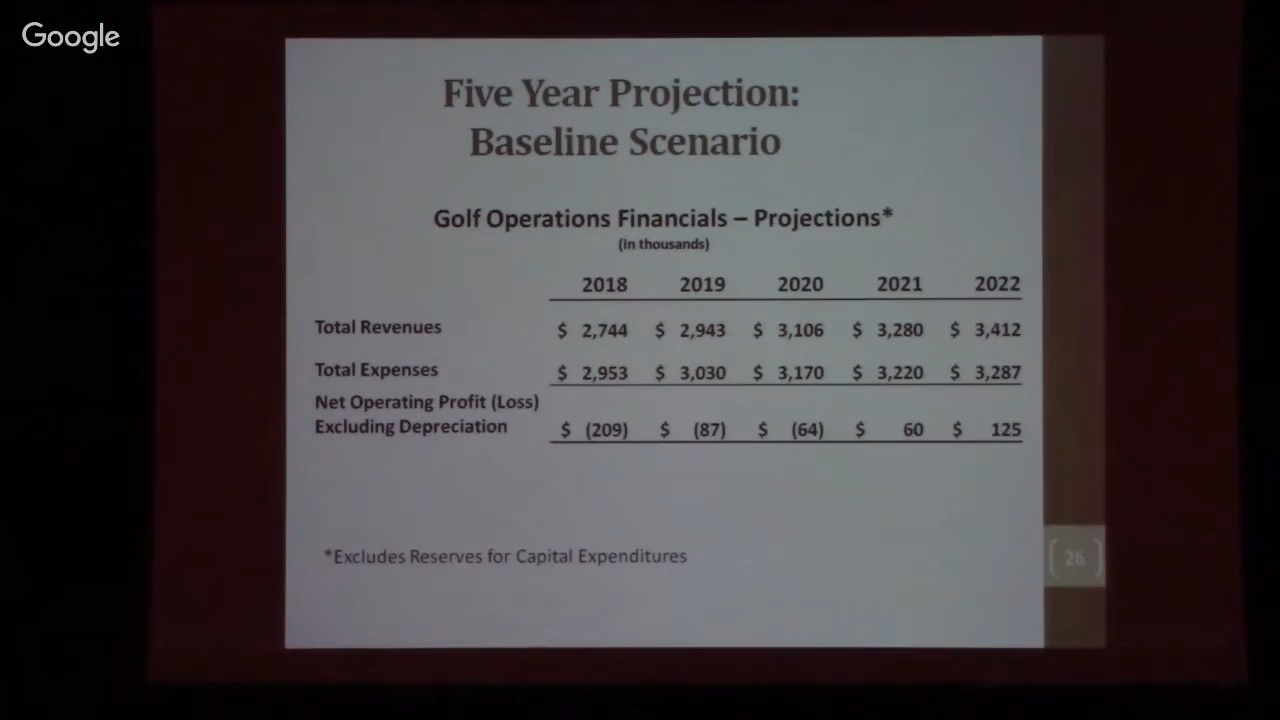 Google
Five Year Projection:
Baseline Scenario
Golf Operations Financials – Projections*
(in thousands)
2018 2019 2020 2021 2022
Total Revenues $ 2,744 $ 2,943 $ 3,106 $ 3,280 $ 3,412
Total Expenses $ 2,953 $ 3,030 $ 3,170 $ 3,220 $ 3,287
Net Operating Profit (Loss)
Excluding Depreciation $ (209) $ (87) $ (64) $ 60 $ 125
*Excludes Reserves for Capital Expenditures
26